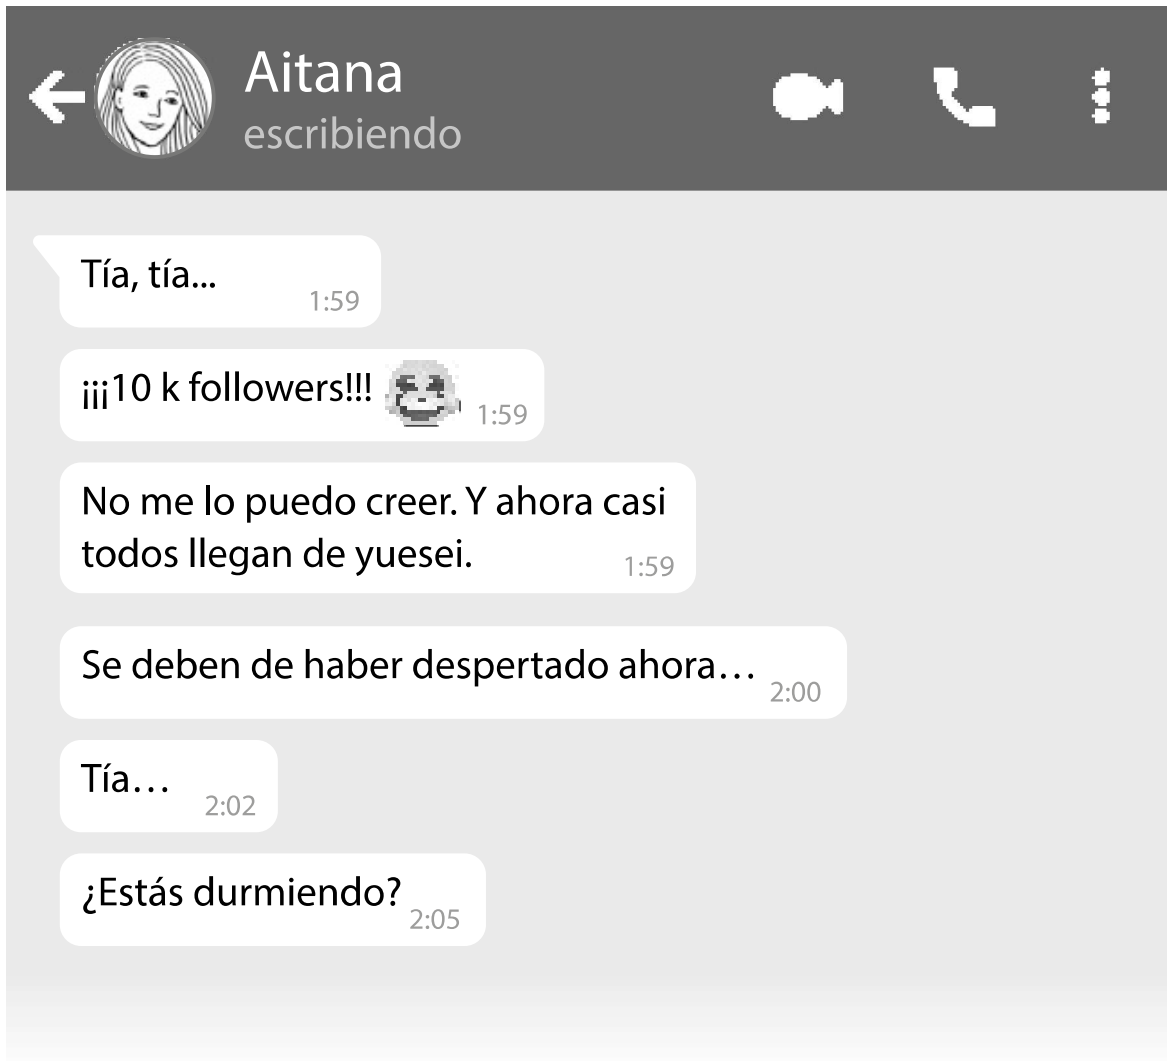 Aitana
escribiendo
Tía, tía...
1:59
¡¡¡10 k followers!!!
1:59
No me lo puedo creer. Y ahora casi
todos llegan de yuesei.
1:59
Se deben de haber despertado ahora…
2:00
Tía…
2:02
¿Estás durmiendo?
2:05